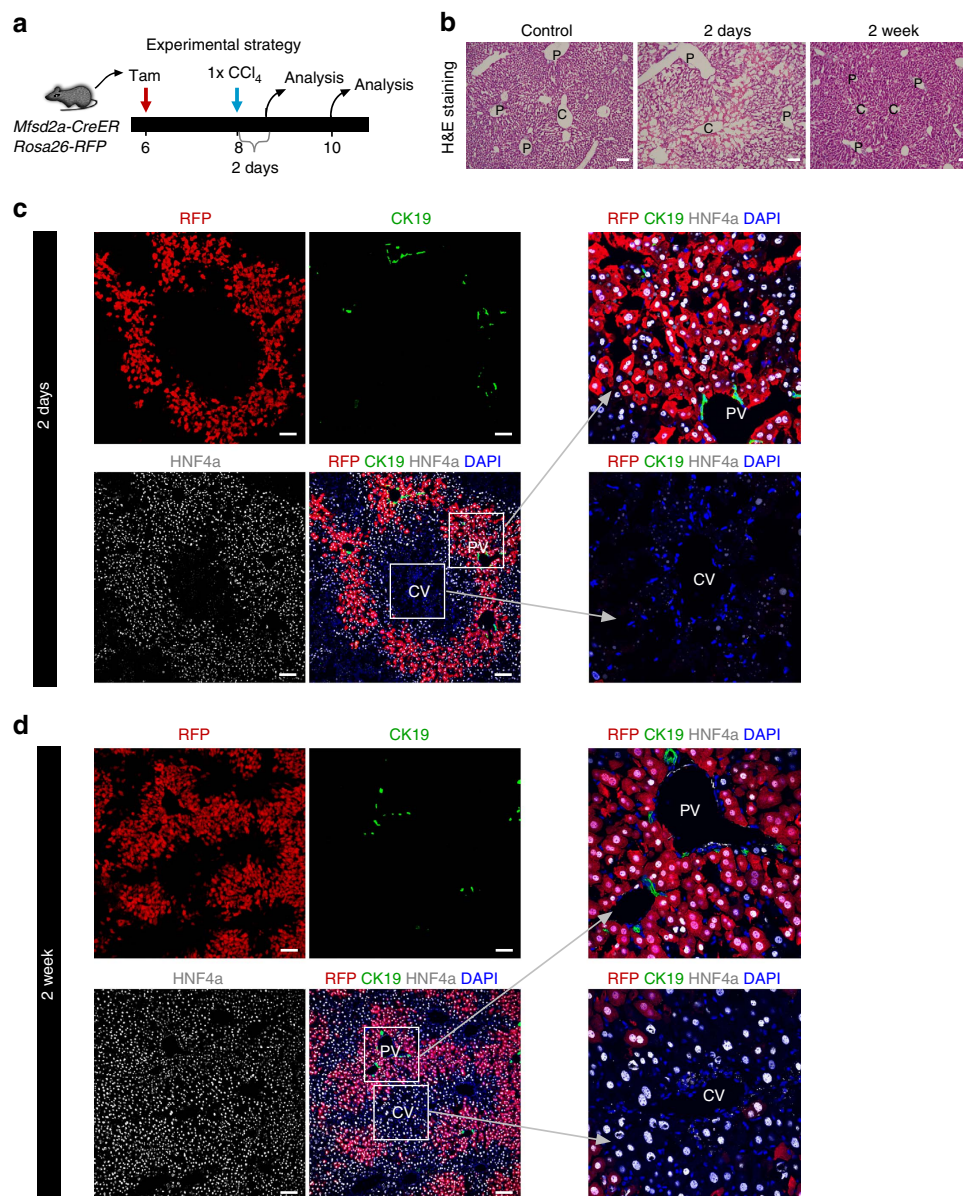 a
Experimental strategy
Tam
1x CCl4
Analysis
Analysis
Mfsd2a-CreER
Rosa26-RFP
6
8
10
2 days
b
Control
2 days
2 week
H&E staining
P
P
C
P
P
C
P
P
P
C
C
P
c
2 days
RFP
CK19
RFP CK19 HNF4a DAPI
PV
HNF4a
RFP CK19 HNF4a DAPI
RFP CK19 HNF4a DAPI
PV
CV
CV
d
2 week
RFP
CK19
RFP CK19 HNF4a DAPI
PV
HNF4a
RFP CK19 HNF4a DAPI
RFP CK19 HNF4a DAPI
PV
CV
CV